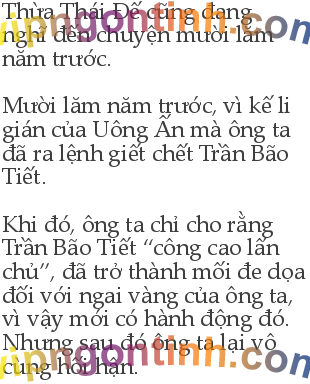 Thừa Thái Đế cũng đang
nghĩ đến chuyện mười lăm
năm trước.
Mười lăm năm trước, vì kế li
gián của Uông Ấn mà ông ta
đã ra lệnh giết chết Trần Bão
Tiết.
Khi đó, ông ta chỉ cho rằng
Trần Bão Tiết “công cao lấn
chủ”, đã trở thành mối đe dọa
đối với ngai vàng của ông ta,
vì vậy mới có hành động đó.
Nhưng sau đó ông ta lại vô
cùng hối hận.
vipngontinh.com
vipngontinh.com